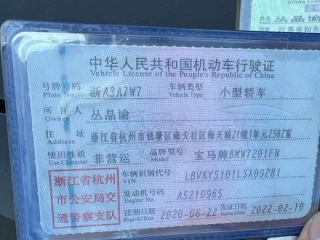 中华人民共和国机动车行驶证
Vehicle License of the People's Republic of China
号牌号码 浙A3A7W7 车辆类型 小型轿车
Plate No. Vehicle Type
所有人 丛晶谕
Owner
住址 浙江省杭州市钱塘区海天社区海天城21幢1单元2502室
Address
使用性质 非营运 品牌型号 宝马牌BMW7201FN
Use Character Model
浙江省杭州
市公安局交
通警察支队
车辆识别代号
VIN
发动机号码 A5210965
Engine No.
注册日期 2020-06-22 发证日期 2022-02-10
Register Date Issue Date